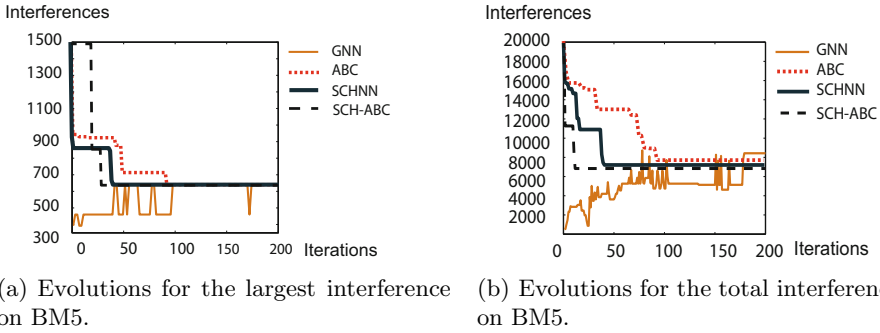 Interferences
1500
1300
1100
900
700
500
300
0 50 100 150 200 Iterations
GNN
ABC
SCHNN
SCH-ABC
(a) Evolutions for the largest interference
on BM5.
Interferences
20000
18000
16000
14000
12000
10000
8000
6000
4000
2000
0 50 100 150 200 Iterations
GNN
ABC
SCHNN
SCH-ABC
(b) Evolutions for the total interferenc
on BM5.